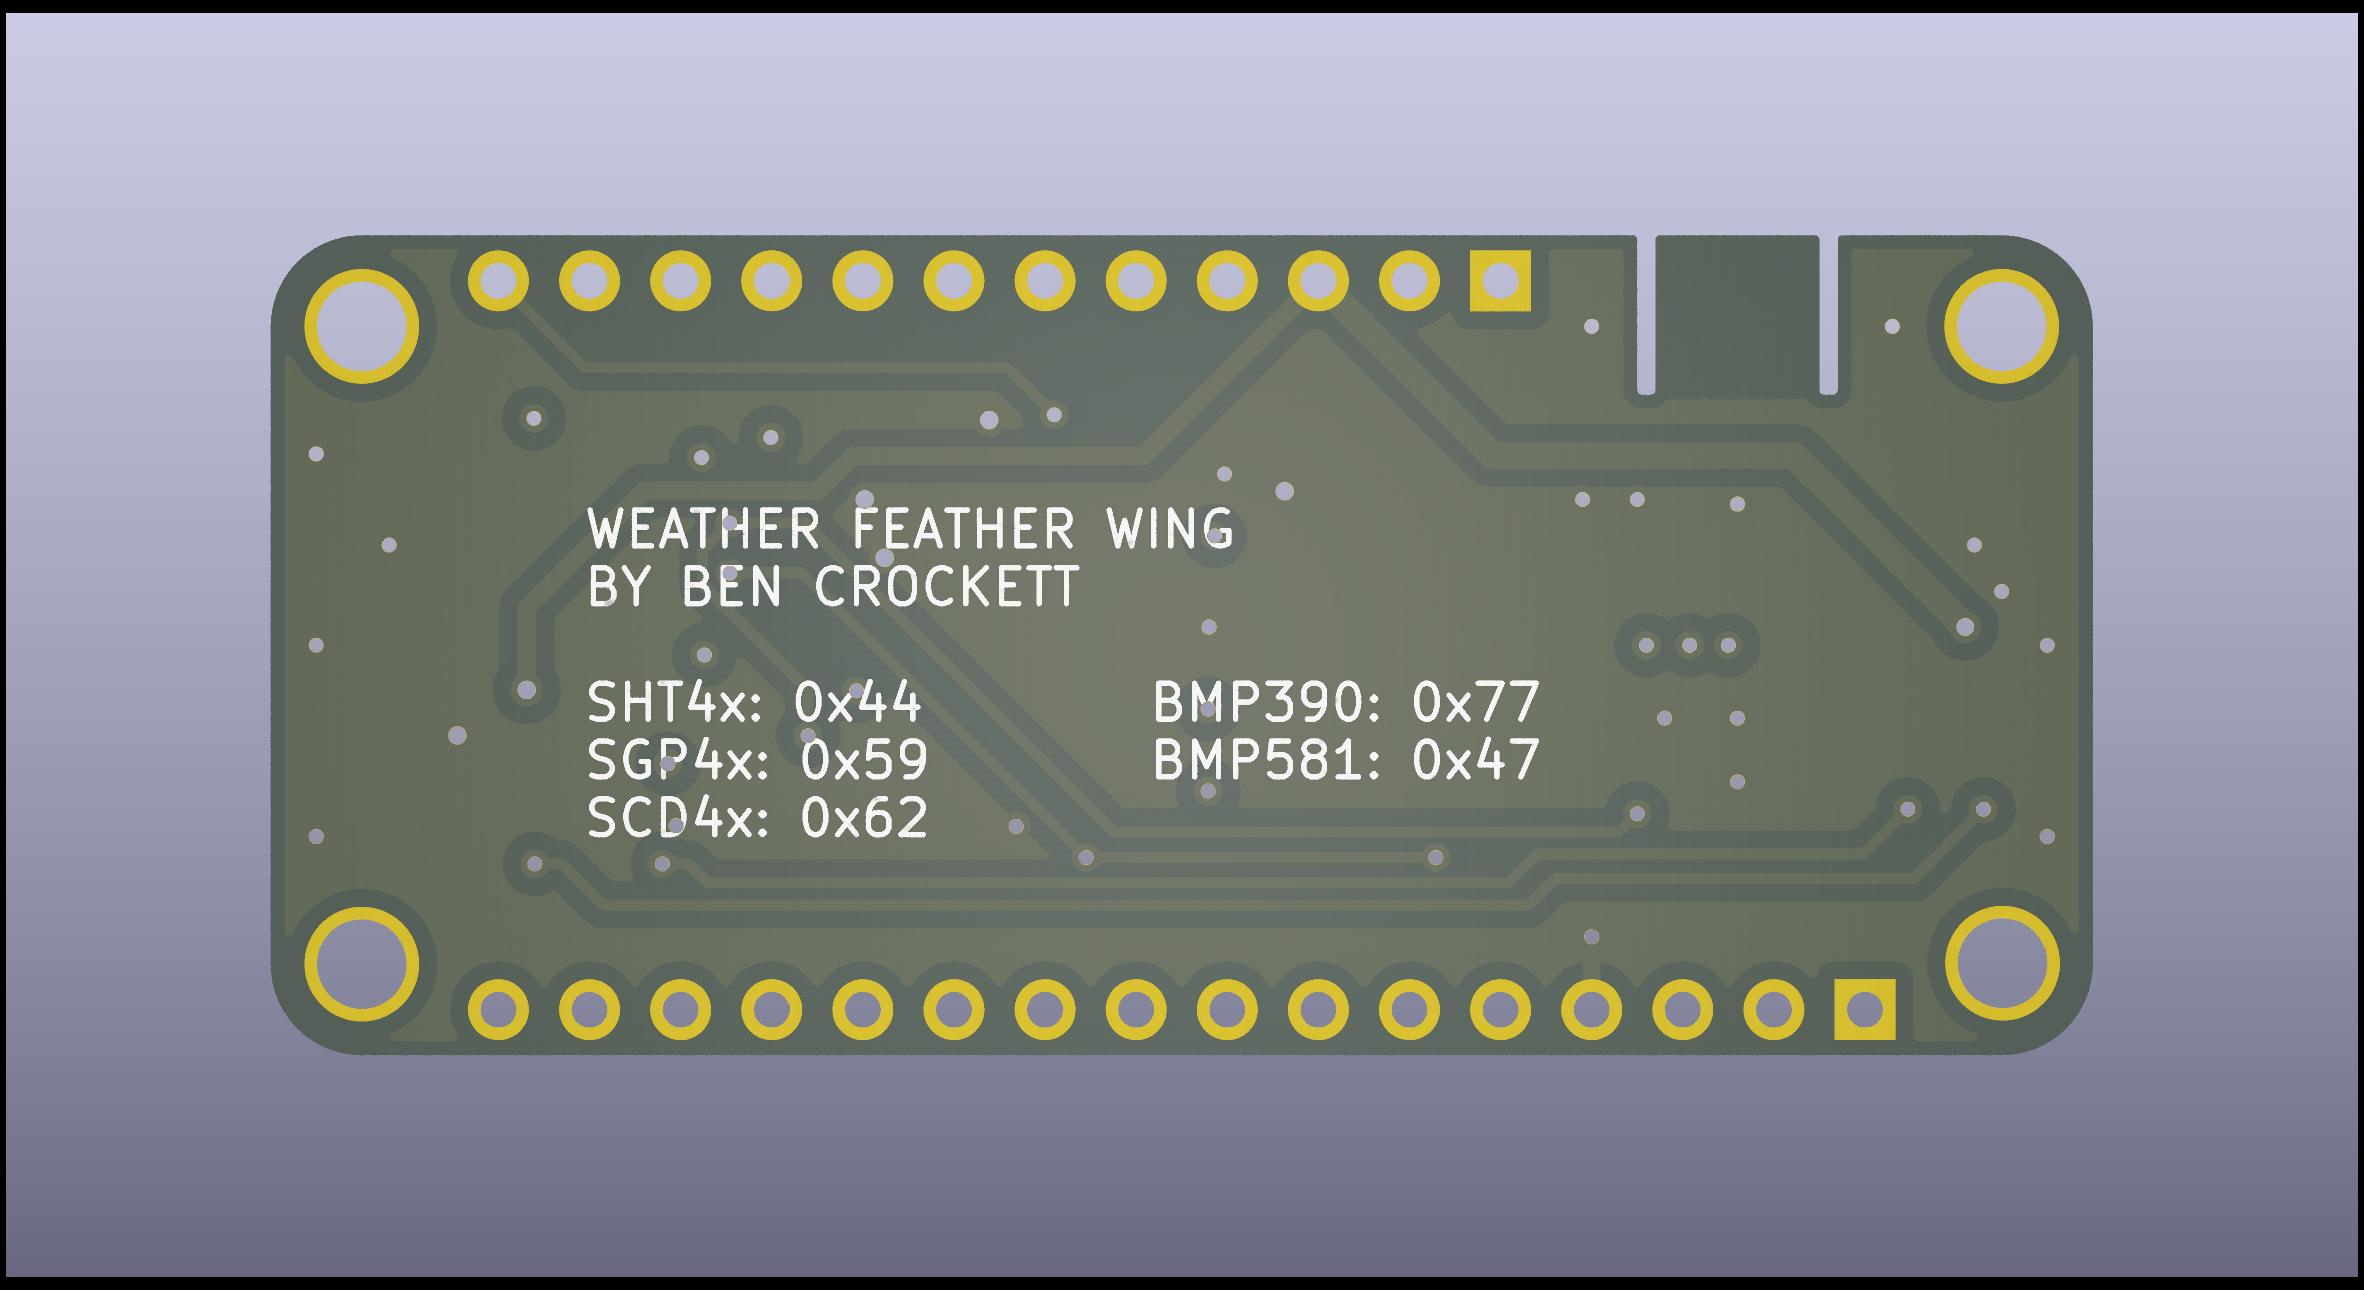 WEATHER FEATHER WING
BY BEN CROCKETT
SHT4x: 0x44
SGP4x: 0x59
SCD4x: 0x62
BMP390: 0x77
BMP581: 0x47